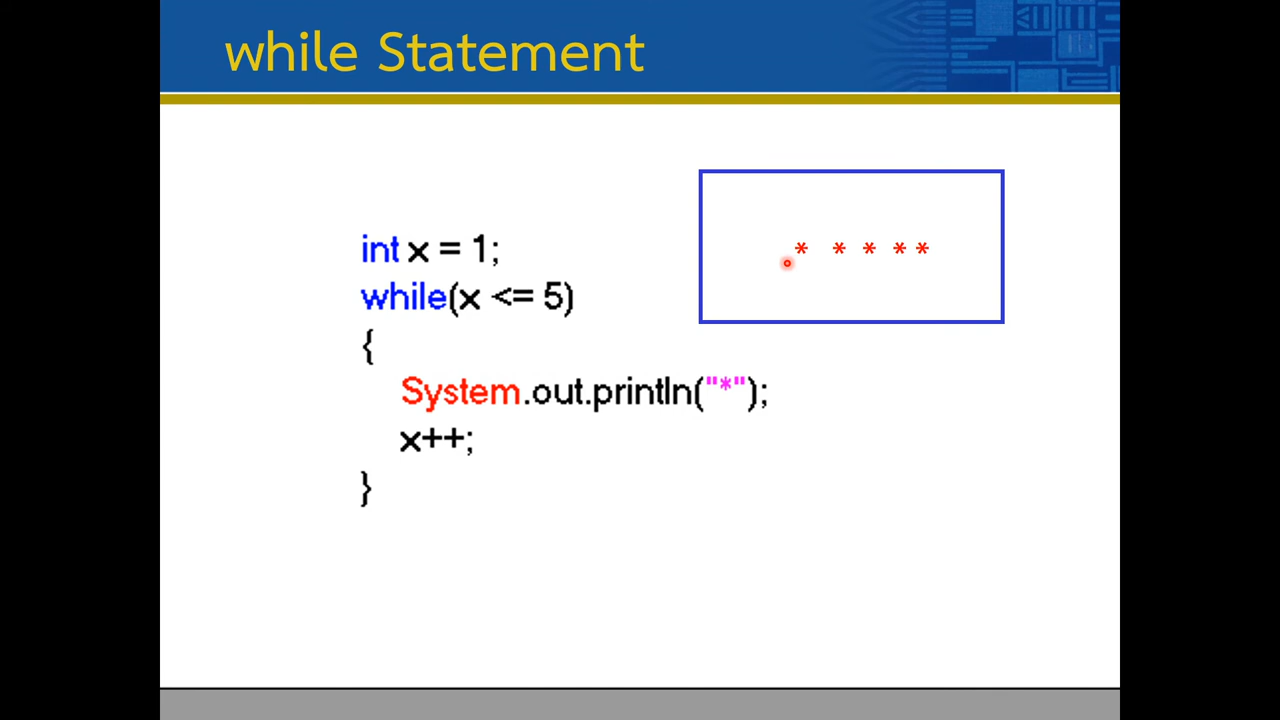 while Statement
* * * * *
int x = 1;
while(x <= 5)
{
System.out.println("*");
x++;
}